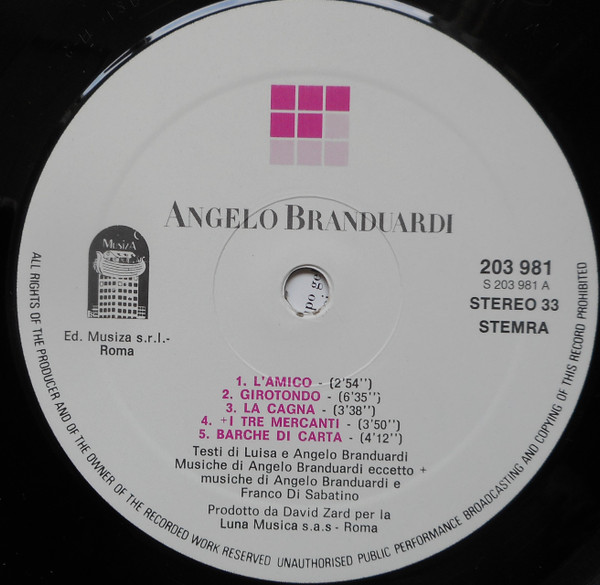 ANGELO BRANDUARDI
MUSIZA
Ed. Musiza s.r.l.-
Roma
203 981
S 203 981 A
STEREO 33
STEMRA
1. L'AMICO - (2'54'')
2. GIROTONDO - (6'35'')
3. LA CAGNA - (3'38'')
4. +I TRE MERCANTI - (3'50'')
5. BARCHE DI CARTA - (4'12'')
Testi di Luisa e Angelo Branduardi
Musiche di Angelo Branduardi eccetto +
musiche di Angelo Branduardi e
Franco Di Sabatino
Prodotto da David Zard per la
Luna Musica s.a.s - Roma
ALL RIGHTS OF THE PRODUCER AND OF THE OWNER OF THE RECORDED WORK RESERVED UNAUTHORISED PUBLIC PERFORMANCE BROADCASTING AND COPYING OF THIS RECORD PROHIBITED